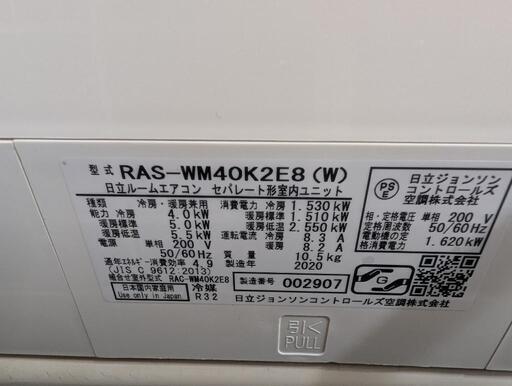 型式 RAS-WM40K2E8 (W)
日立ルームエアコン セパレート形室内ユニット
種類 冷房・暖房兼用
能力 冷房 4.0kW
暖房 5.0kW
暖房低温 5.5kW
電源 単相 200V
50/60Hz
通年エネルギー消費効率 4.9
(JIS C 9612:2013)
組合せ室外型式 RAC-WM40K2E8
消費電力 冷房 1.530kW
暖房標準 1.510kW
暖房低温 2.550kW
運転電流 冷房 8.3A
暖房 8.2A
質量 10.5kg
製造年 2020
日本国内家庭用
Use only in Japan
冷媒
R32
製造番号 002907
日立ジョンソンコントロールズ空調株式会社
PS
E
日立ジョンソン
コントロールズ
空調株式会社
相・定格電圧 単相 200V
定格周波数 50/60Hz
電動機の定
格消費電力 1.620kW
G
引く
PULL